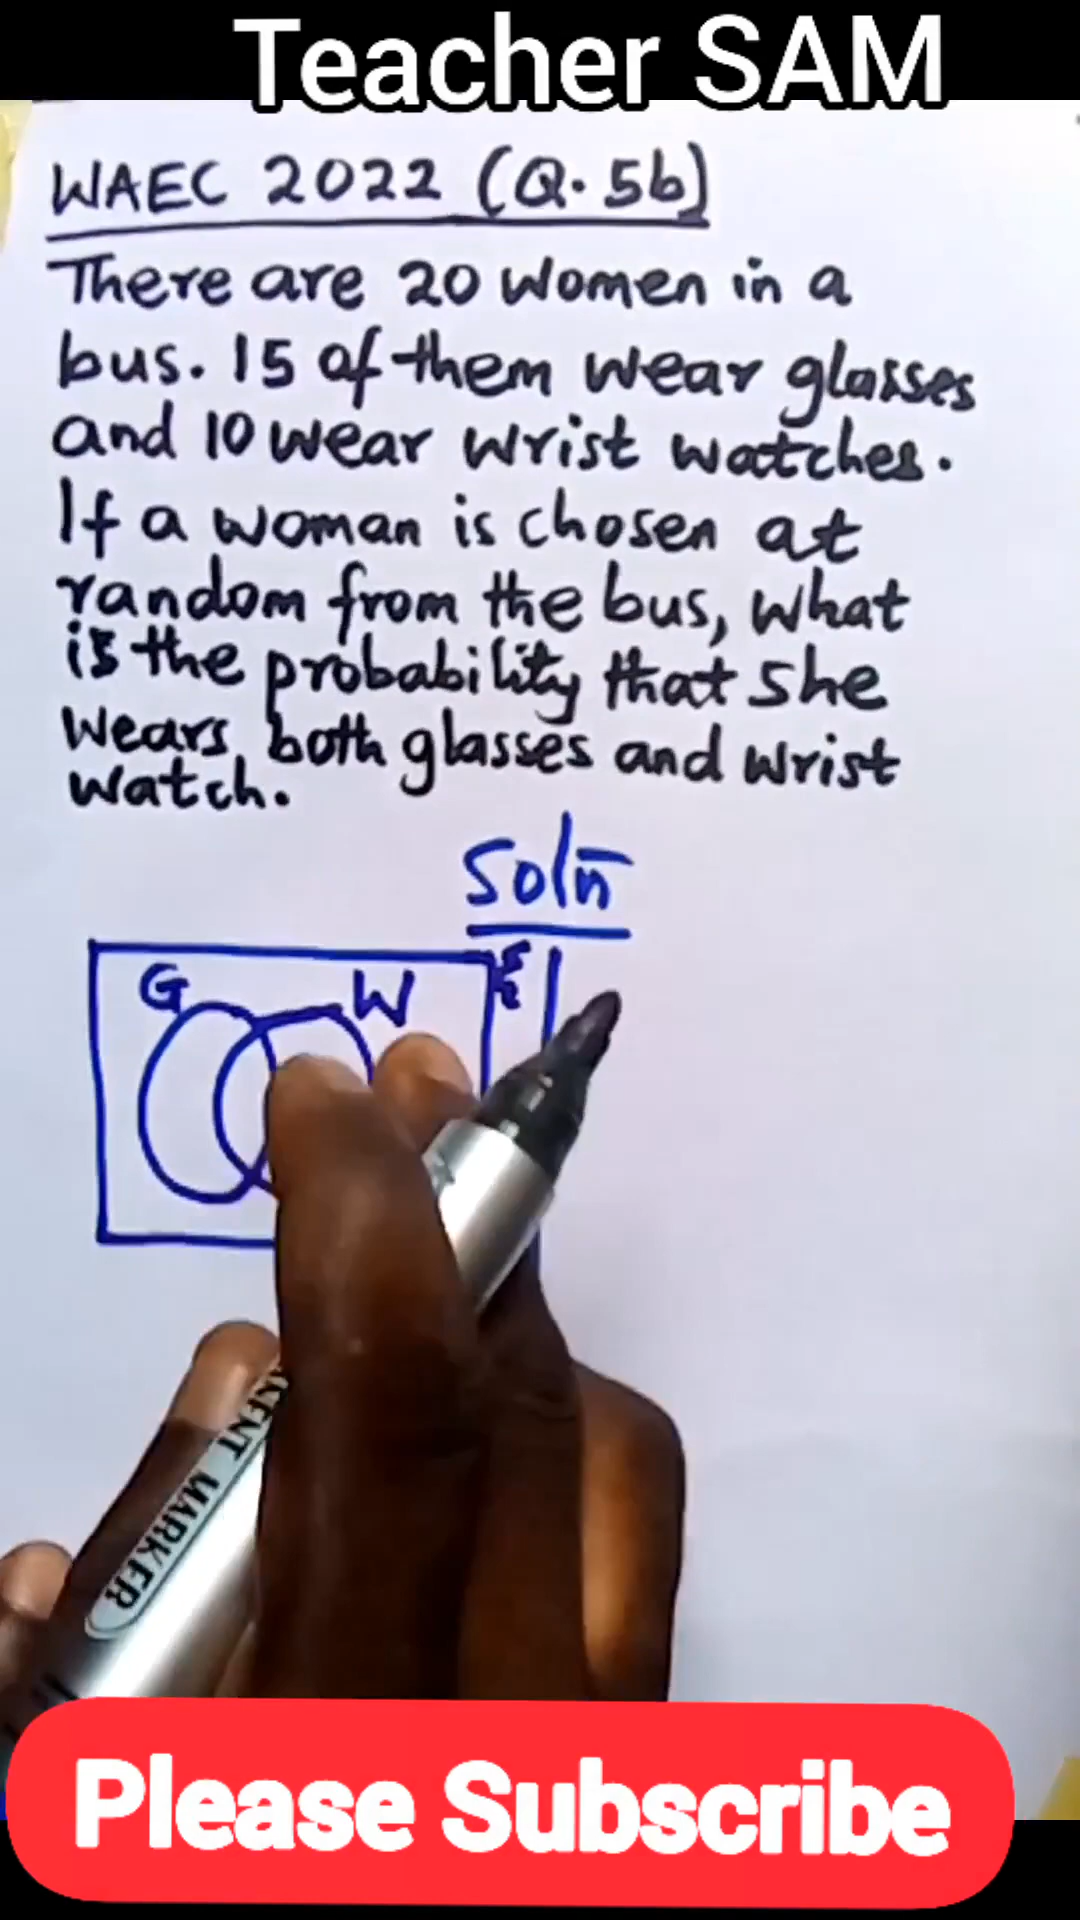 Teacher SAM
WAEC 2022 (Q. 5b)
There are 20 women in a
bus. 15 of them wear glasses
and 10 wear wrist watches.
If a woman is chosen at
random from the bus, what
is the probability that she
wears both glasses and wrist
watch.
Soln
G W
MARKER
Please Subscribe